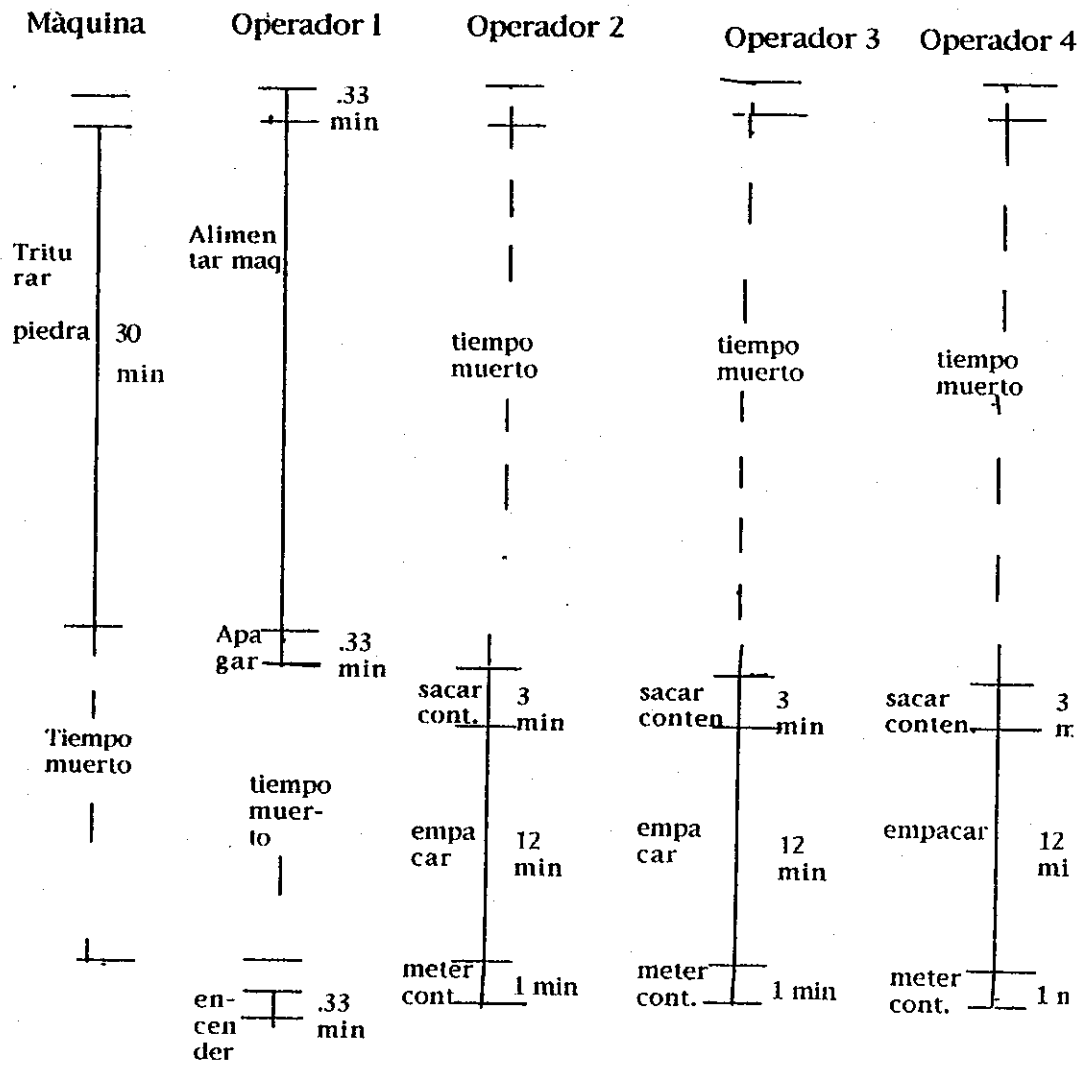 Màquina
Operador 1
Operador 2
Operador 3
Operador 4
.33
min
Tritu
rar
piedra
30
min
Alimen
tar maq
tiempo
muerto
tiempo
muerto
tiempo
muerto
Apa
gar
.33
min
sacar
cont.
3
min
sacar
conten
3
min
sacar
conten.
3
m
Tiempo
muerto
tiempo
muer-
to
empa
car
12
min
empa
car
12
min
empacar
12
mi
meter
cont
1 min
meter
cont.
1 min
meter
cont.
1 n
en-
cen
der
.33
min